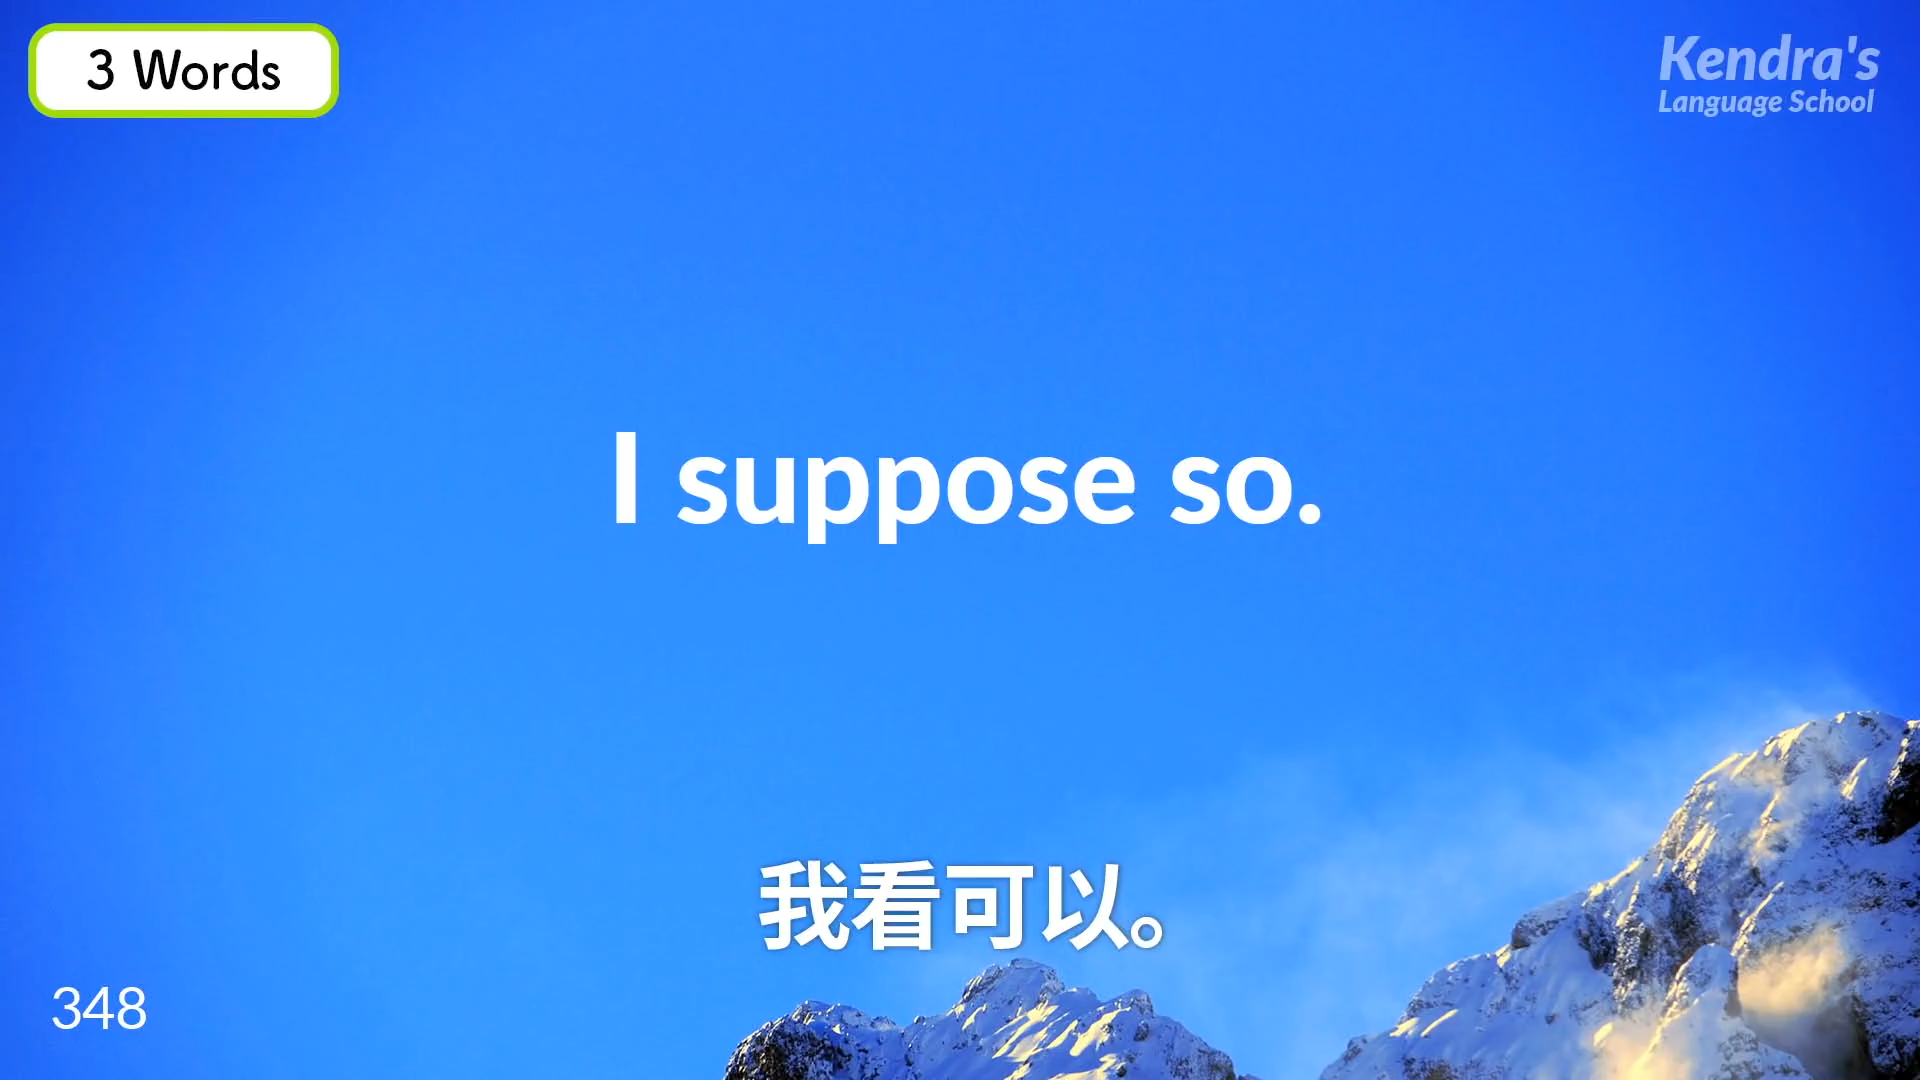 3 Words
Kendra's
Language School
I suppose so.
我看可以。
348